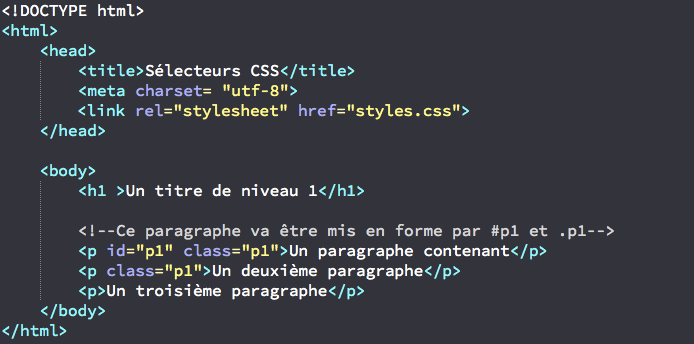 <!DOCTYPE html>
<html>
<head>
<title>Sélecteurs CSS</title>
<meta charset= "utf-8">
<link rel="stylesheet" href="styles.css">
</head>
<body>
<h1 >Un titre de niveau 1</h1>
<!--Ce paragraphe va être mis en forme par #p1 et .p1-->
<p id="p1" class="p1">Un paragraphe contenant</p>
<p class="p1">Un deuxième paragraphe</p>
<p>Un troisième paragraphe</p>
</body>
</html>